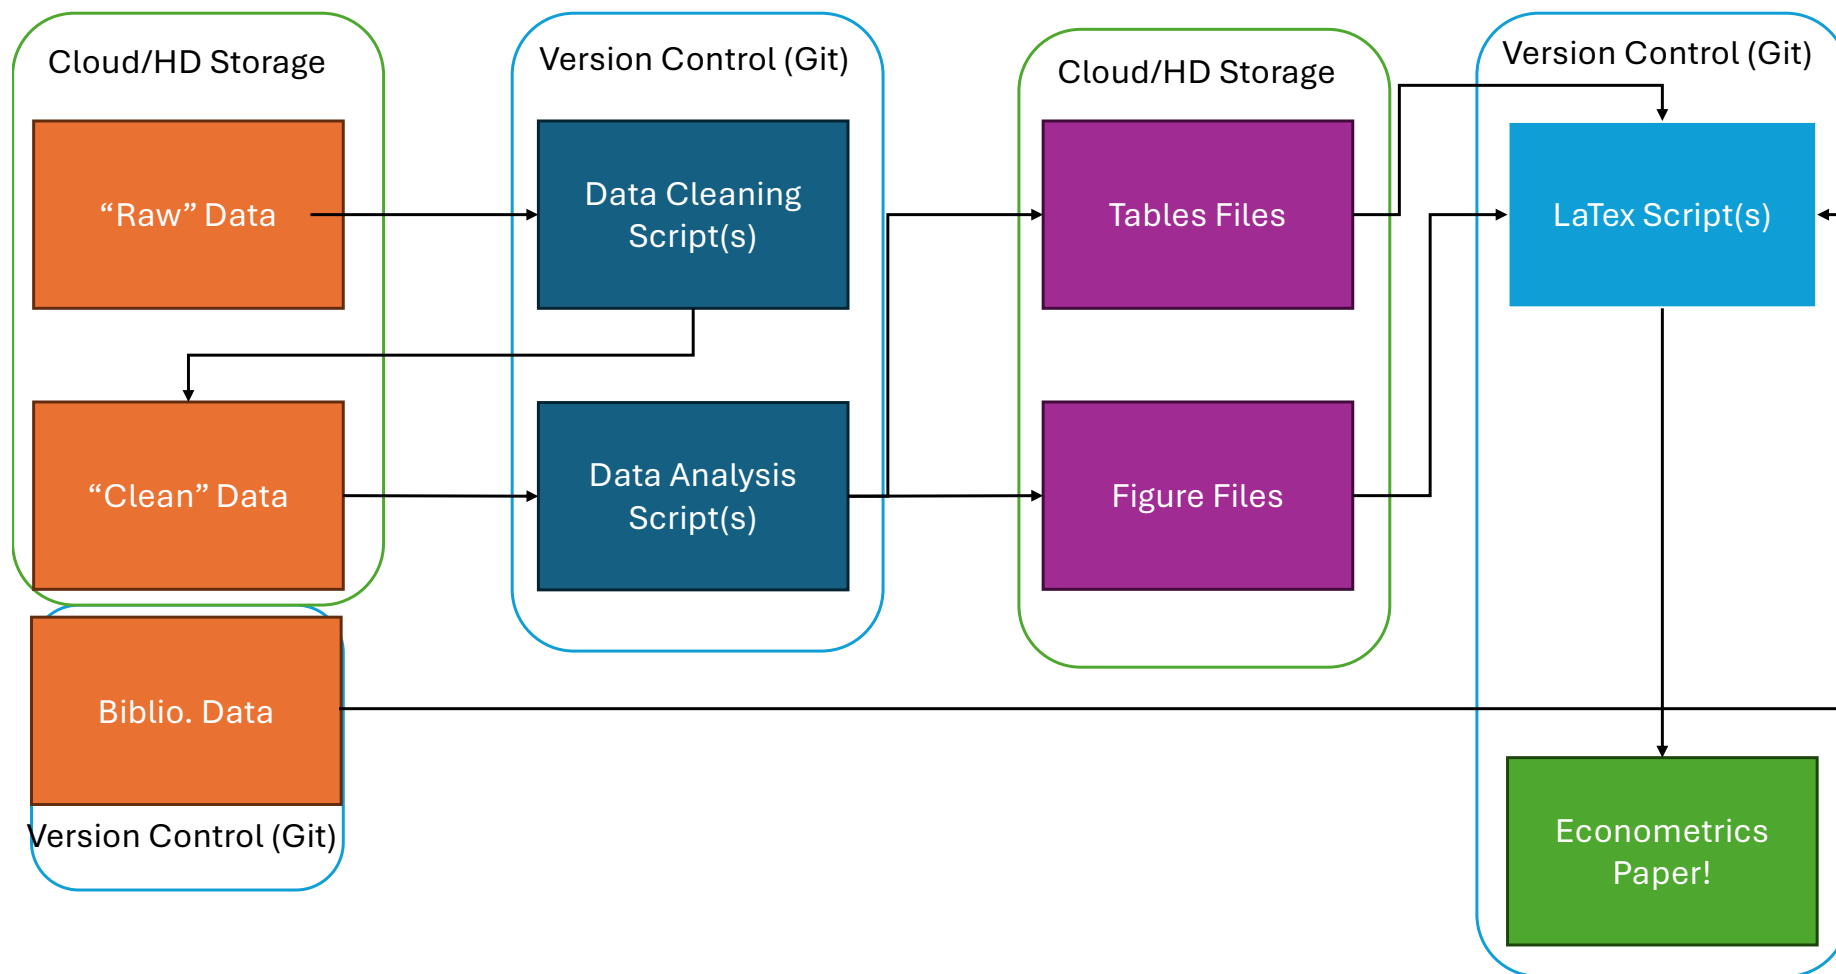 Cloud/HD Storage
Version Control (Git)
Cloud/HD Storage
Version Control (Git)
“Raw” Data
Data Cleaning
Script(s)
Tables Files
LaTex Script(s)
“Clean” Data
Data Analysis
Script(s)
Figure Files
Biblio. Data
Version Control (Git)
Econometrics
Paper!